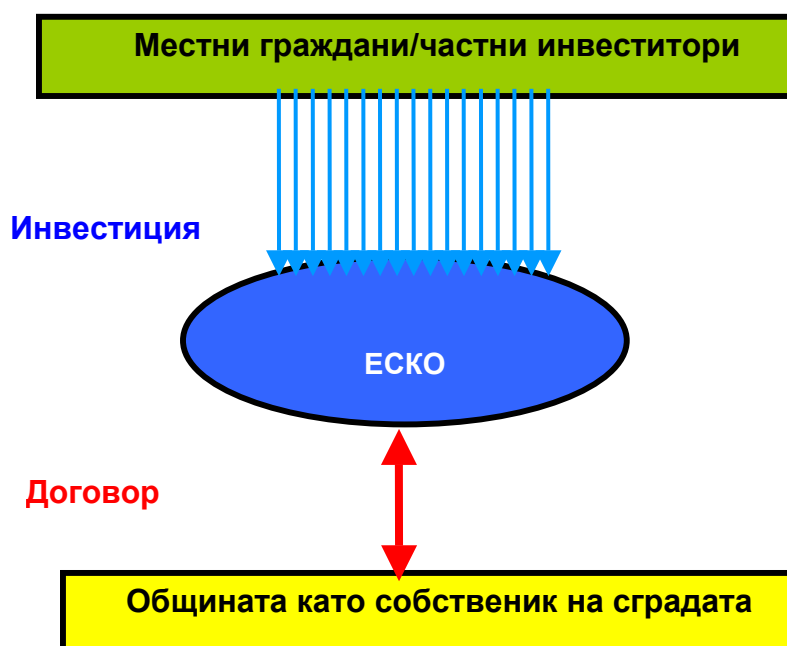 Местни граждани/частни инвеститори
Инвестиция
ЕСКО
Договор
Общината като собственик на сградата